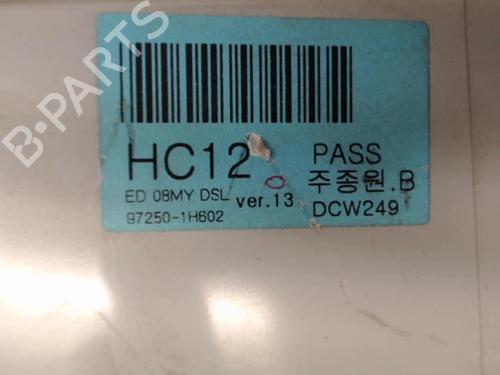 HC12
PASS
ED 08MY DSL
ver.13
주종원.B
97250-1H602
DCW249
B-PARTS